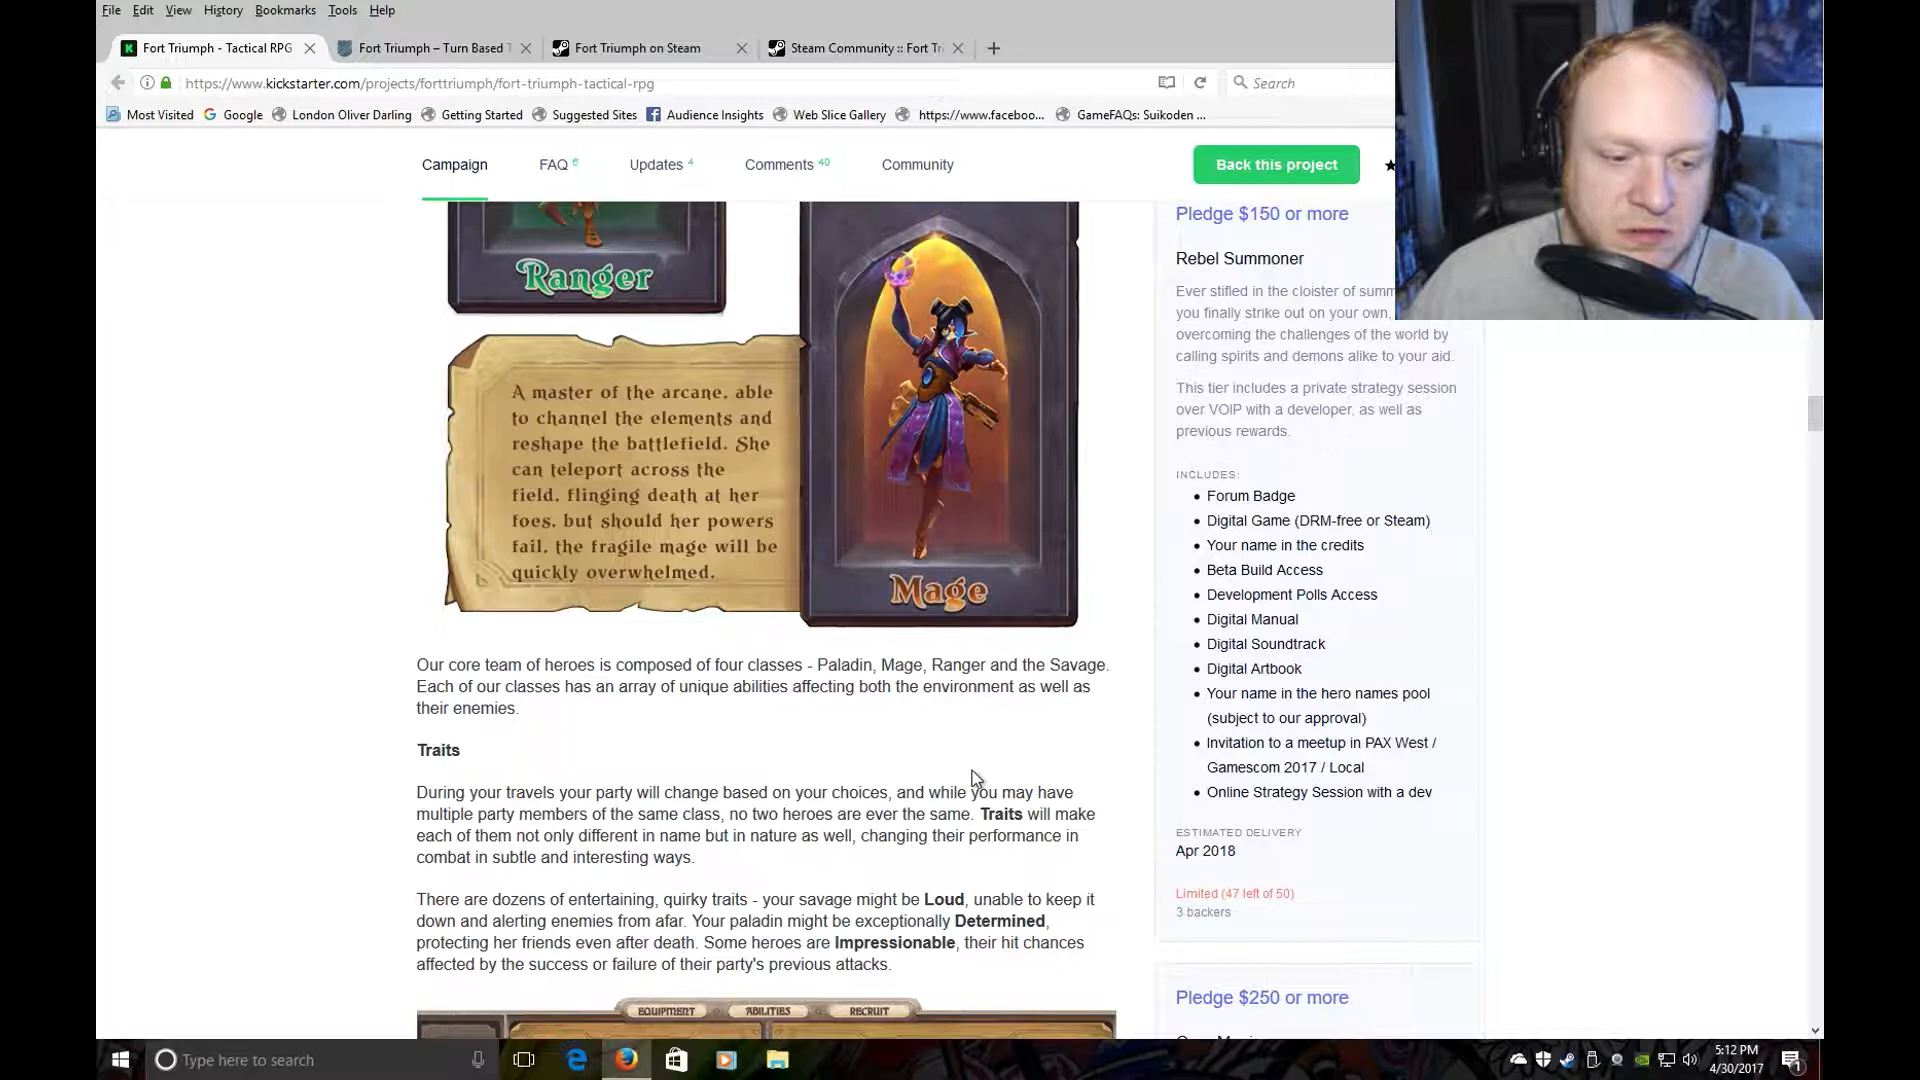 File Edit View History Bookmarks Tools Help
Fort Triumph - Tactical RPG
Fort Triumph – Turn Based T
Fort Triumph on Steam
Steam Community :: Fort Tr
https://www.kickstarter.com/projects/forttriumph/fort-triumph-tactical-rpg
Search
Most Visited Google London Oliver Darling Getting Started Suggested Sites Audience Insights Web Slice Gallery https://www.faceboo... GameFAQs: Suikoden ...
Campaign FAQ 6 Updates 4 Comments 40 Community
Back this project
Ranger
A master of the arcane, able
to channel the elements and
reshape the battlefield. She
can teleport across the
field, flinging death at her
foes, but should her powers
fail, the fragile mage will be
quickly overwhelmed.
Mage
Our core team of heroes is composed of four classes - Paladin, Mage, Ranger and the Savage.
Each of our classes has an array of unique abilities affecting both the environment as well as
their enemies.
Traits
During your travels your party will change based on your choices, and while you may have
multiple party members of the same class, no two heroes are ever the same. Traits will make
each of them not only different in name but in nature as well, changing their performance in
combat in subtle and interesting ways.
There are dozens of entertaining, quirky traits - your savage might be Loud, unable to keep it
down and alerting enemies from afar. Your paladin might be exceptionally Determined,
protecting her friends even after death. Some heroes are Impressionable, their hit chances
affected by the success or failure of their party's previous attacks.
EQUIPMENT ABILITIES RECRUIT
Pledge $150 or more
Rebel Summoner
Ever stifled in the cloister of summ
you finally strike out on your own,
overcoming the challenges of the world by
calling spirits and demons alike to your aid.
This tier includes a private strategy session
over VOIP with a developer, as well as
previous rewards.
INCLUDES:
Forum Badge
Digital Game (DRM-free or Steam)
Your name in the credits
Beta Build Access
Development Polls Access
Digital Manual
Digital Soundtrack
Digital Artbook
Your name in the hero names pool
(subject to our approval)
Invitation to a meetup in PAX West /
Gamescom 2017 / Local
Online Strategy Session with a dev
ESTIMATED DELIVERY
Apr 2018
Limited (47 left of 50)
3 backers
Pledge $250 or more
Type here to search
5:12 PM
4/30/2017
1